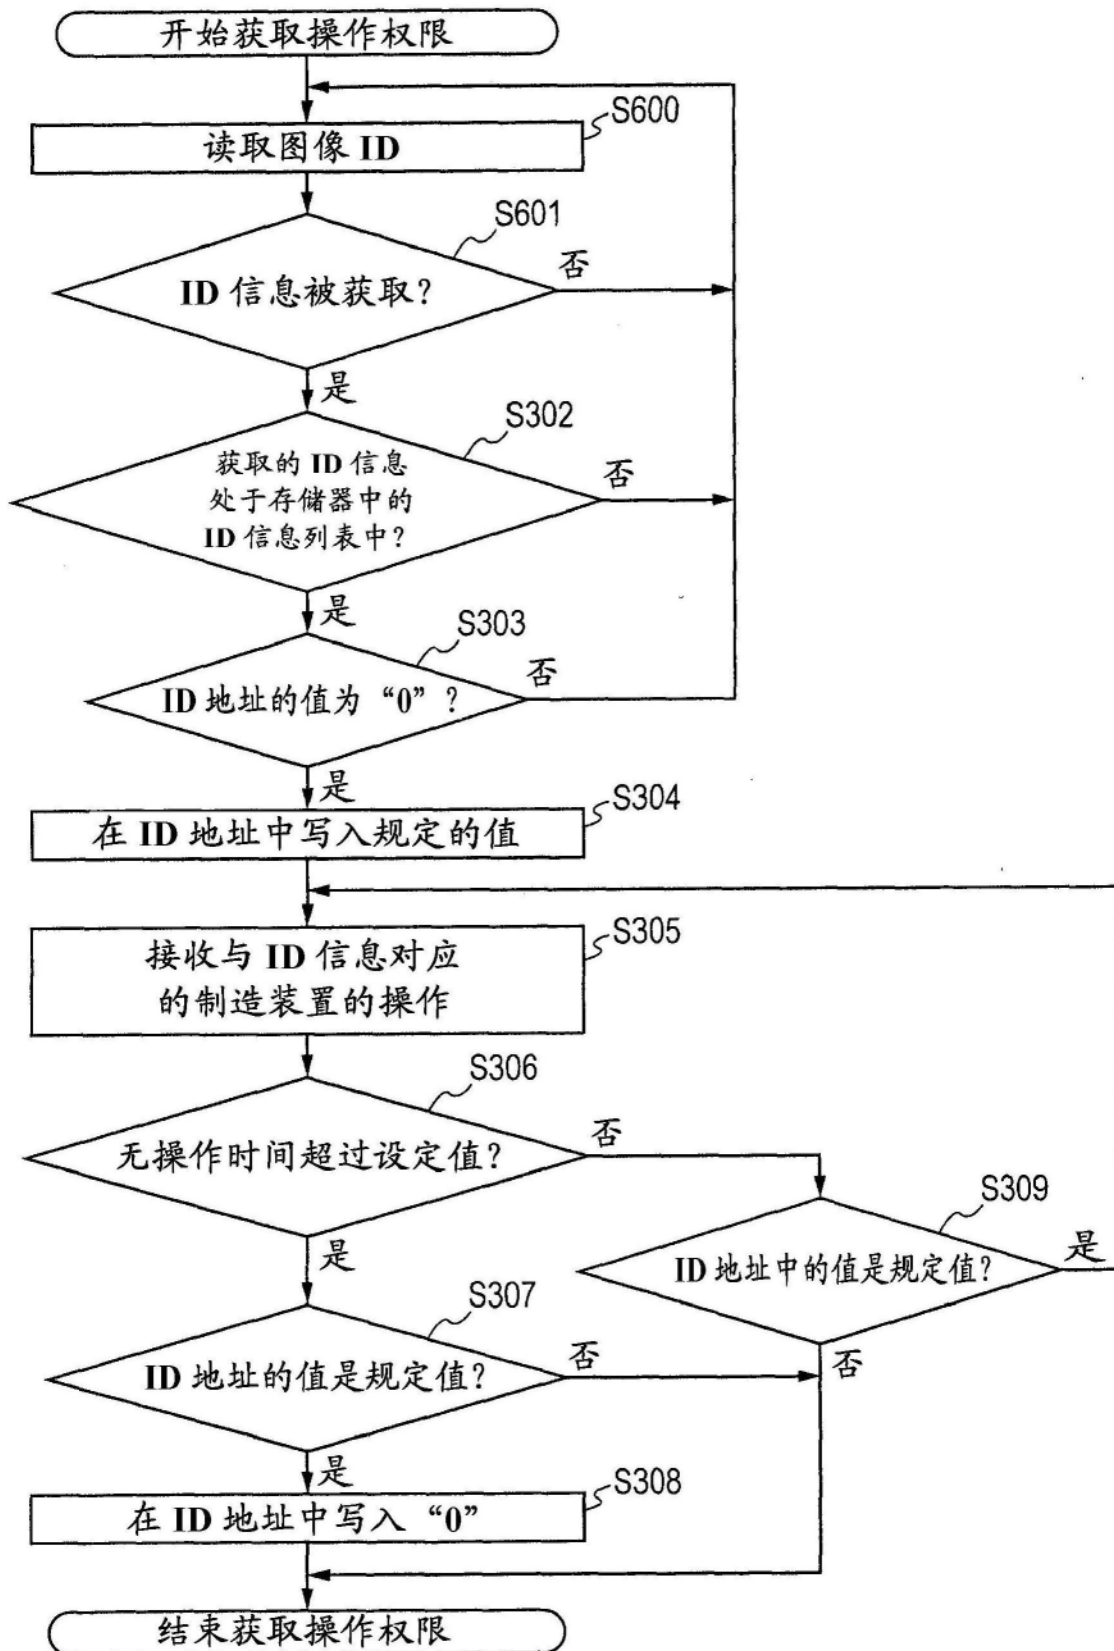 开始获取操作权限
S600
读取图像 ID
S601
ID 信息被获取？
否
是
S302
获取的 ID 信息
处于存储器中的
ID 信息列表中？
否
是
S303
ID 地址的值为“0”？
否
是
S304
在 ID 地址中写入规定的值
S305
接收与 ID 信息对应
的制造装置的操作
S306
无操作时间超过设定值？
否
是
S309
ID 地址中的值是规定值？
是
否
S307
ID 地址的值是规定值？
否
是
S308
在 ID 地址中写入“0”
结束获取操作权限